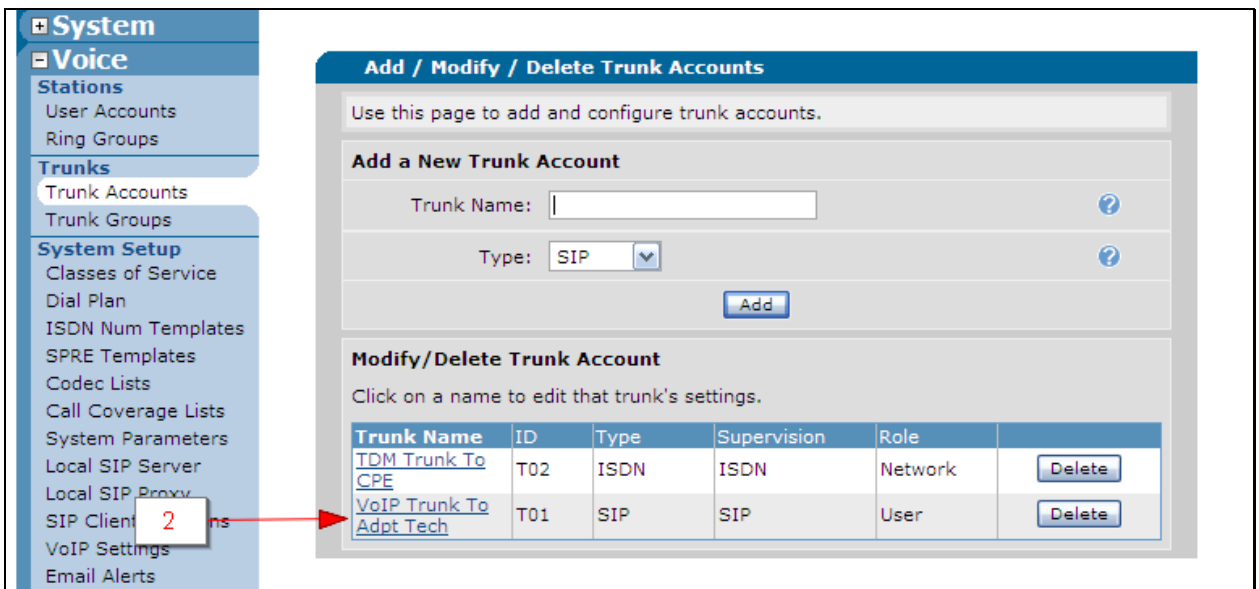 System
Voice
Stations
User Accounts
Ring Groups
Trunks
Trunk Accounts
Trunk Groups
System Setup
Classes of Service
Dial Plan
ISDN Num Templates
SPRE Templates
Codec Lists
Call Coverage Lists
System Parameters
Local SIP Server
Local SIP Proxy
SIP Client
ns
2
VoIP Settings
Email Alerts
Add / Modify / Delete Trunk Accounts
Use this page to add and configure trunk accounts.
Add a New Trunk Account
Trunk Name:
Type: SIP
Add
Modify/Delete Trunk Account
Click on a name to edit that trunk's settings.
Trunk Name ID Type Supervision Role
TDM Trunk To
CPE T02 ISDN ISDN Network Delete
VoIP Trunk To
Adpt Tech T01 SIP SIP User Delete